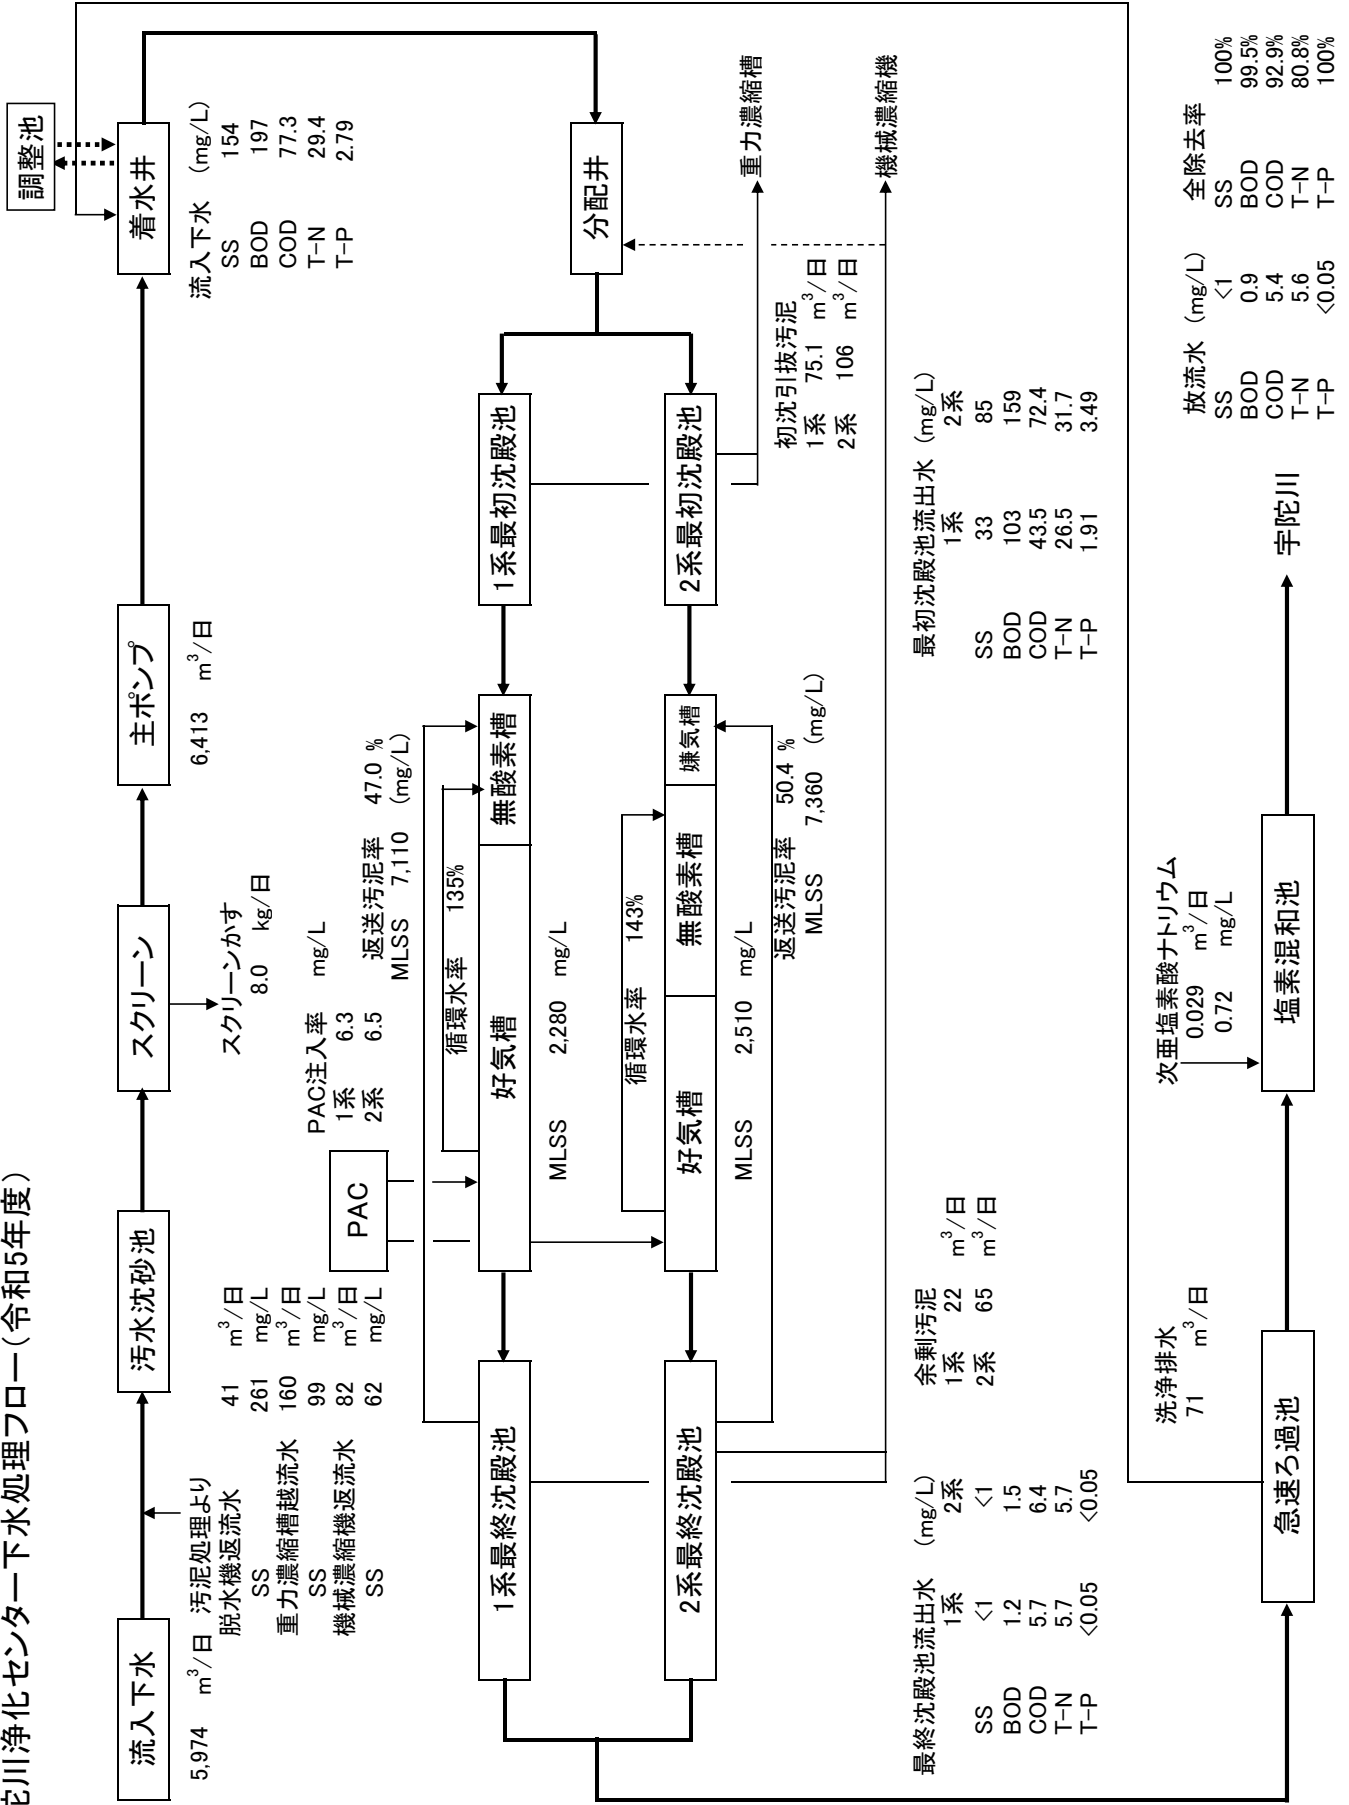 陀川浄化センター下水処理フロー(令和5年度)
流入下水
5,974 m³/日
汚泥処理より
脱水機返流水 41 m³/日
SS 261 mg/L
重力濃縮槽越流水 160 m³/日
SS 99 mg/L
機械濃縮機返流水 82 m³/日
SS 62 mg/L
汚水沈砂池
スクリーン
スクリーンかす
8.0 kg/日
主ポンプ
6,413 m³/日
調整池
着水井
流入下水 (mg/L)
SS 154
BOD 197
COD 77.3
T-N 29.4
T-P 2.79
PAC
PAC注入率
1系 6.3 mg/L
2系 6.5
返送汚泥率 47.0 %
MLSS 7,110 (mg/L)
循環水率 135%
1系最終沈殿池
好気槽
無酸素槽
1系最初沈殿池
分配井
MLSS 2,280 mg/L
循環水率 143%
2系最終沈殿池
好気槽
無酸素槽
嫌気槽
2系最初沈殿池
MLSS 2,510 mg/L
重力濃縮槽
返送汚泥率 50.4 %
MLSS 7,360 (mg/L)
初沈引抜汚泥
1系 75.1 m³/日
2系 106 m³/日
機械濃縮機
最終沈殿池流出水 (mg/L)
1系 2系
SS <1 <1
BOD 1.2 1.5
COD 5.7 6.4
T-N 5.7 5.7
T-P <0.05 <0.05
余剰汚泥
1系 22 m³/日
2系 65 m³/日
最初沈殿池流出水 (mg/L)
1系 2系
SS 33 85
BOD 103 159
COD 43.5 72.4
T-N 26.5 31.7
T-P 1.91 3.49
洗浄排水
71 m³/日
急速ろ過池
次亜塩素酸ナトリウム
0.029 m³/日
0.72 mg/L
塩素混和池
宇陀川
放流水 (mg/L) 全除去率
SS <1 SS 100%
BOD 0.9 BOD 99.5%
COD 5.4 COD 92.9%
T-N 5.6 T-N 80.8%
T-P <0.05 T-P 100%